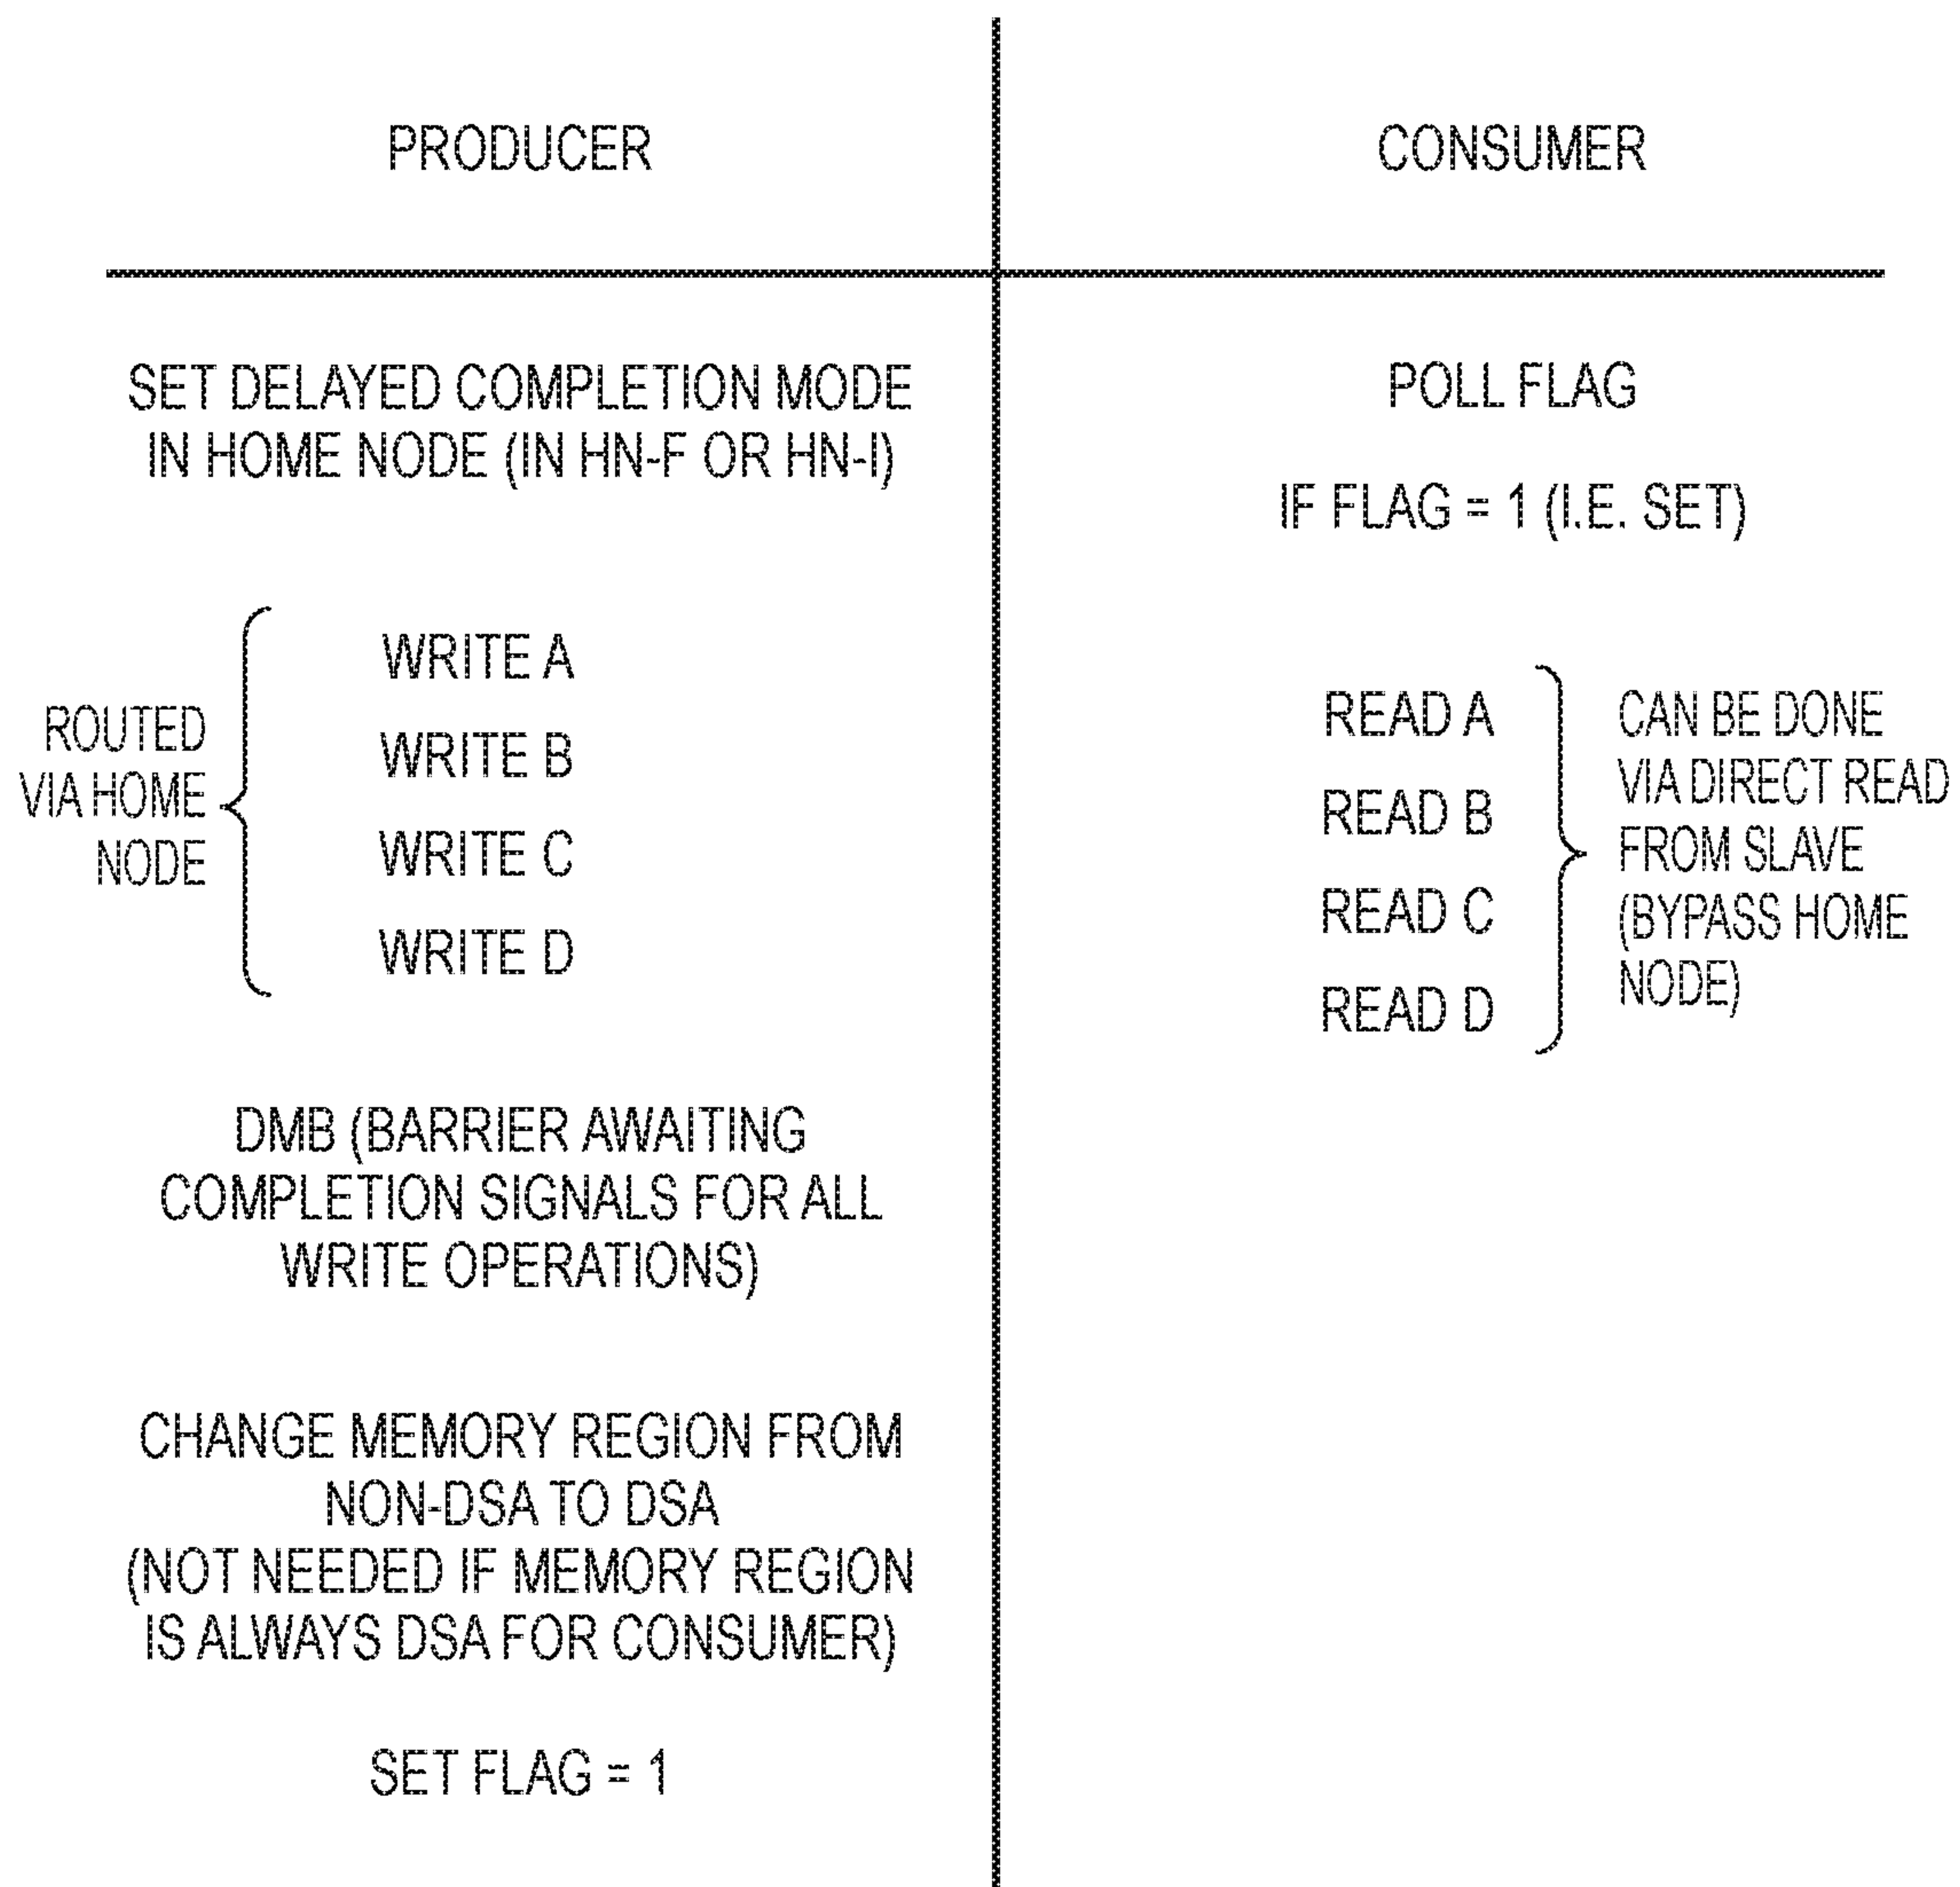 PRODUCER
SET DELAYED COMPLETION MODE
IN HOME NODE (IN HN-F OR HN-I)
ROUTED
VIA HOME
NODE
WRITE A
WRITE B
WRITE C
WRITE D
DMB (BARRIER AWAITING
COMPLETION SIGNALS FOR ALL
WRITE OPERATIONS)
CHANGE MEMORY REGION FROM
NON-DSA TO DSA
(NOT NEEDED IF MEMORY REGION
IS ALWAYS DSA FOR CONSUMER)
SET FLAG = 1
CONSUMER
POLL FLAG
IF FLAG = 1 (I.E. SET)
READ A
READ B
READ C
READ D
CAN BE DONE
VIA DIRECT READ
FROM SLAVE
(BYPASS HOME
NODE)